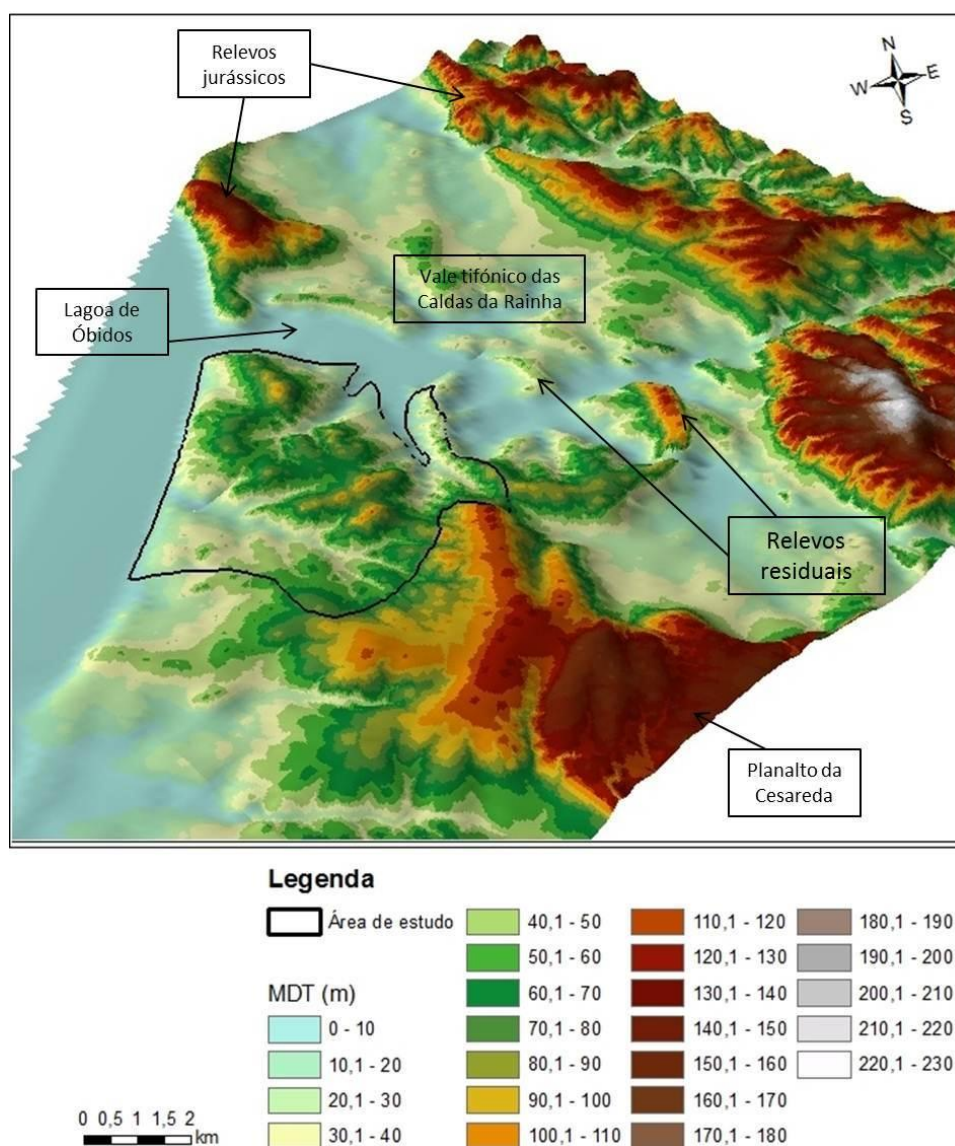 Relevos
jurássicos
N
W
E
S
Vale tifónico das
Caldas da Rainha
Lagoa de
Óbidos
Relevos
residuais
Planalto da
Cesareda
Legenda
Área de estudo
MDT (m)
0 - 10
10,1 - 20
20,1 - 30
30,1 - 40
40,1 - 50
50,1 - 60
60,1 - 70
70,1 - 80
80,1 - 90
90,1 - 100
100,1 - 110
110,1 - 120
120,1 - 130
130,1 - 140
140,1 - 150
150,1 - 160
160,1 - 170
170,1 - 180
180,1 - 190
190,1 - 200
200,1 - 210
210,1 - 220
220,1 - 230
0 0,5 1 1,5 2
km